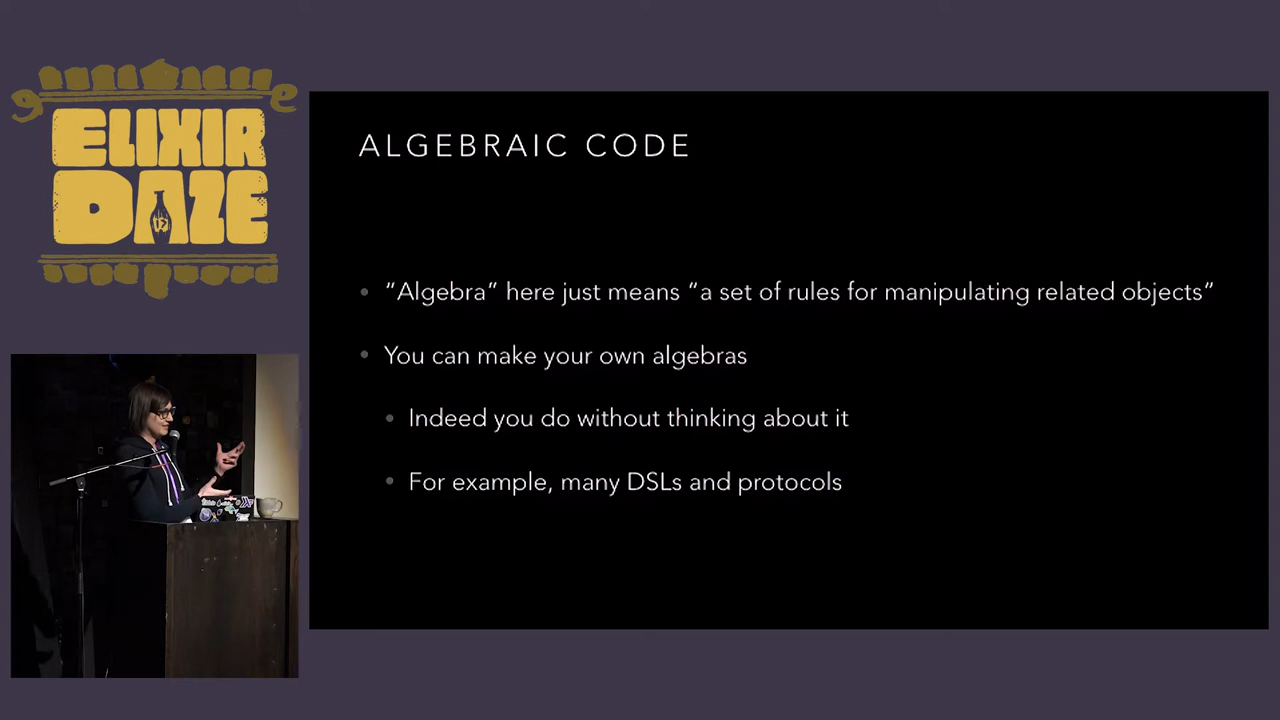 ELIXIR
DAZE
ALGEBRAIC CODE
• “Algebra” here just means “a set of rules for manipulating related objects”
• You can make your own algebras
• Indeed you do without thinking about it
• For example, many DSLs and protocols